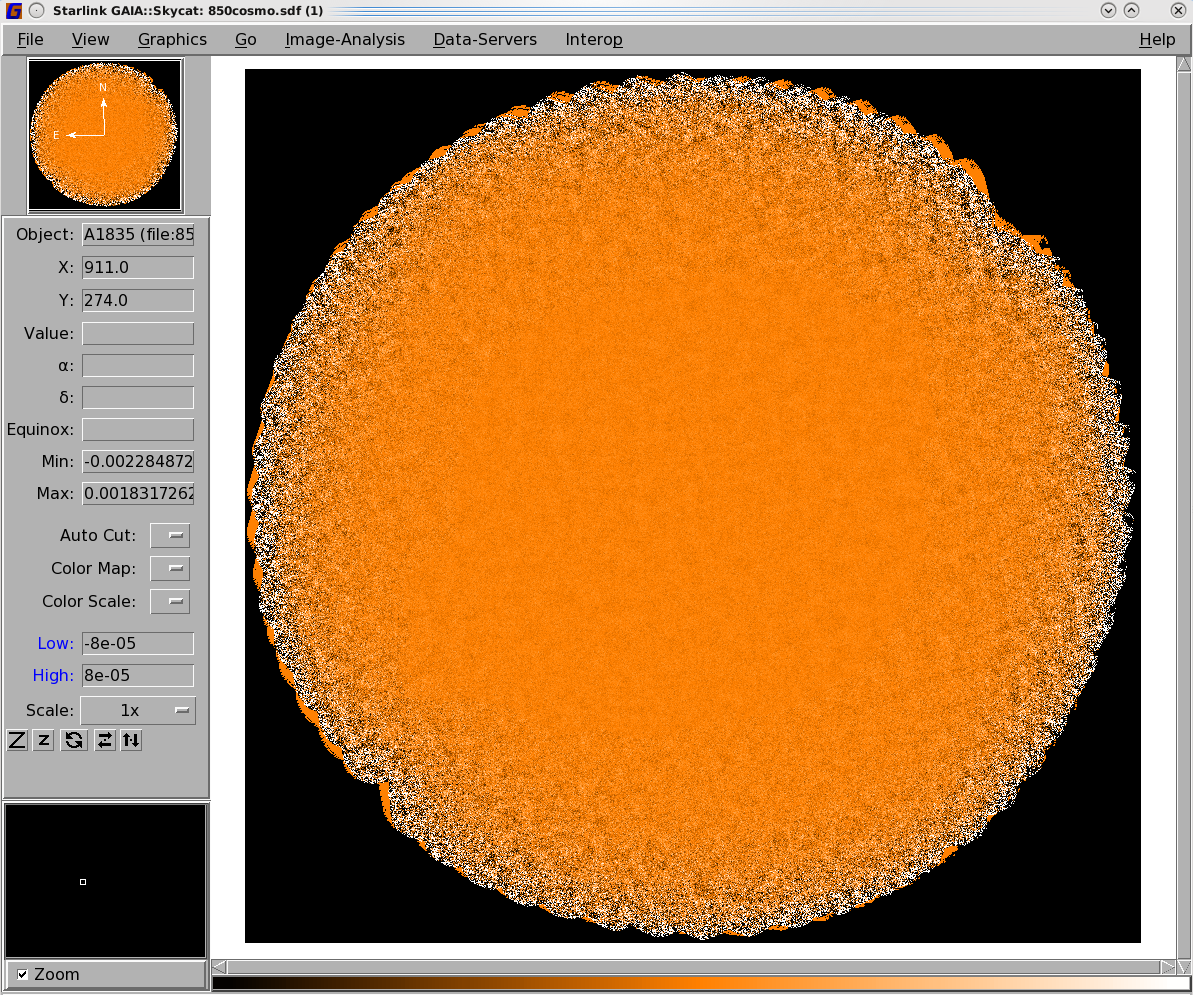 Starlink GAIA::Skycat: 850cosmo.sdf (1)
File View Graphics Go Image-Analysis Data-Servers Interop Help
N
E
Object: A1835 (file:85
X: 911.0
Y: 274.0
Value:
α:
δ:
Equinox:
Min: -0.002284872
Max: 0.0018317262
Auto Cut:
Color Map:
Color Scale:
Low: -8e-05
High: 8e-05
Scale: 1x
Z z
Zoom